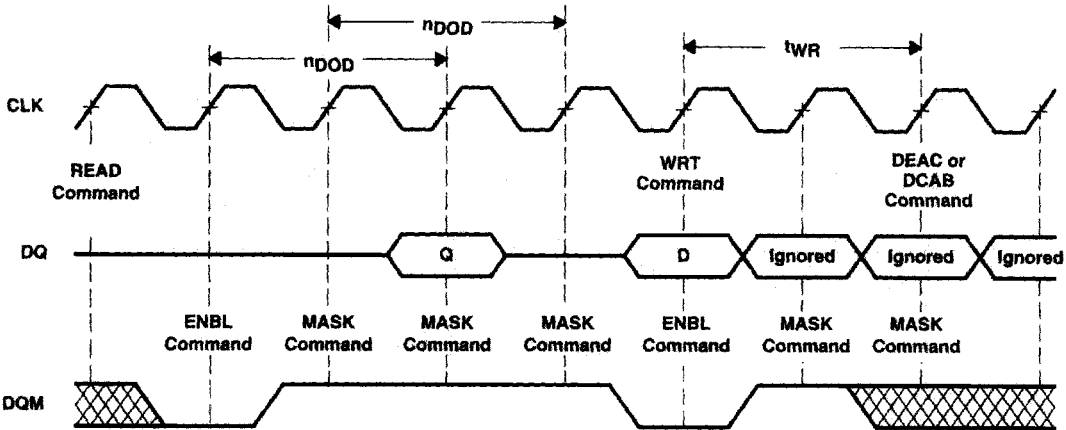 nDOD
nDOD
tWR
CLK
READ
Command
WRT
Command
DEAC or
DCAB
Command
DQ
Q
D
Ignored
Ignored
Ignored
ENBL
Command
MASK
Command
MASK
Command
MASK
Command
ENBL
Command
MASK
Command
MASK
Command
DQM